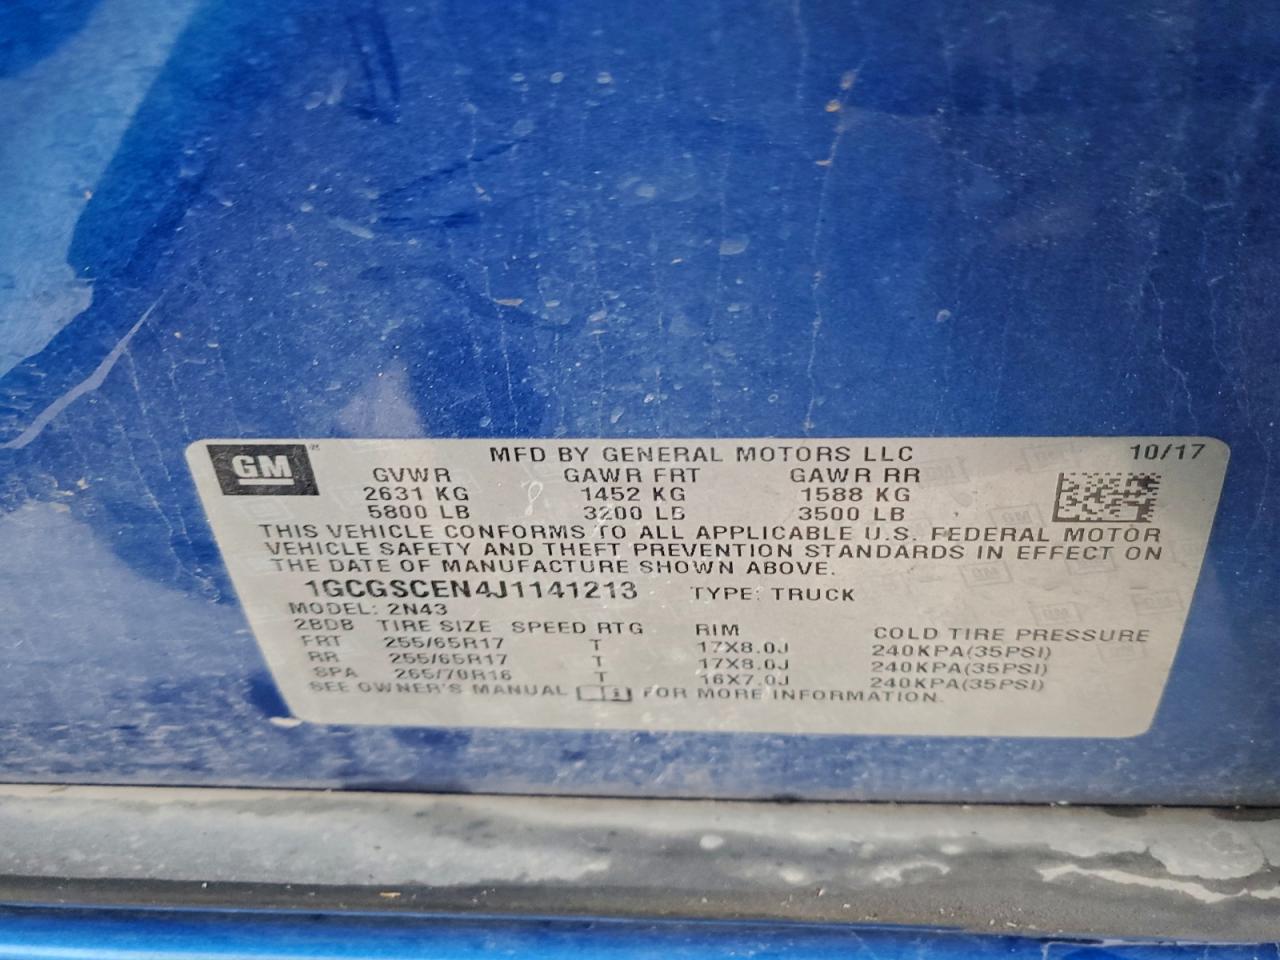 GM MFD BY GENERAL MOTORS LLC 10/17
GVWR GAWR FRT GAWR RR
2631 KG 1452 KG 1588 KG
5800 LB 3200 LB 3500 LB
THIS VEHICLE CONFORMS TO ALL APPLICABLE U.S. FEDERAL MOTOR
VEHICLE SAFETY AND THEFT PREVENTION STANDARDS IN EFFECT ON
THE DATE OF MANUFACTURE SHOWN ABOVE.
1GCGSCEN4J1141213 TYPE: TRUCK
MODEL: 2N43
2BDB TIRE SIZE SPEED RTG RIM COLD TIRE PRESSURE
FRT 255/65R17 T 17X8.0J 240KPA(35PSI)
RR 255/65R17 T 17X8.0J 240KPA(35PSI)
SPA 265/70R16 T 16X7.0J 240KPA(35PSI)
SEE OWNER'S MANUAL FOR MORE INFORMATION.